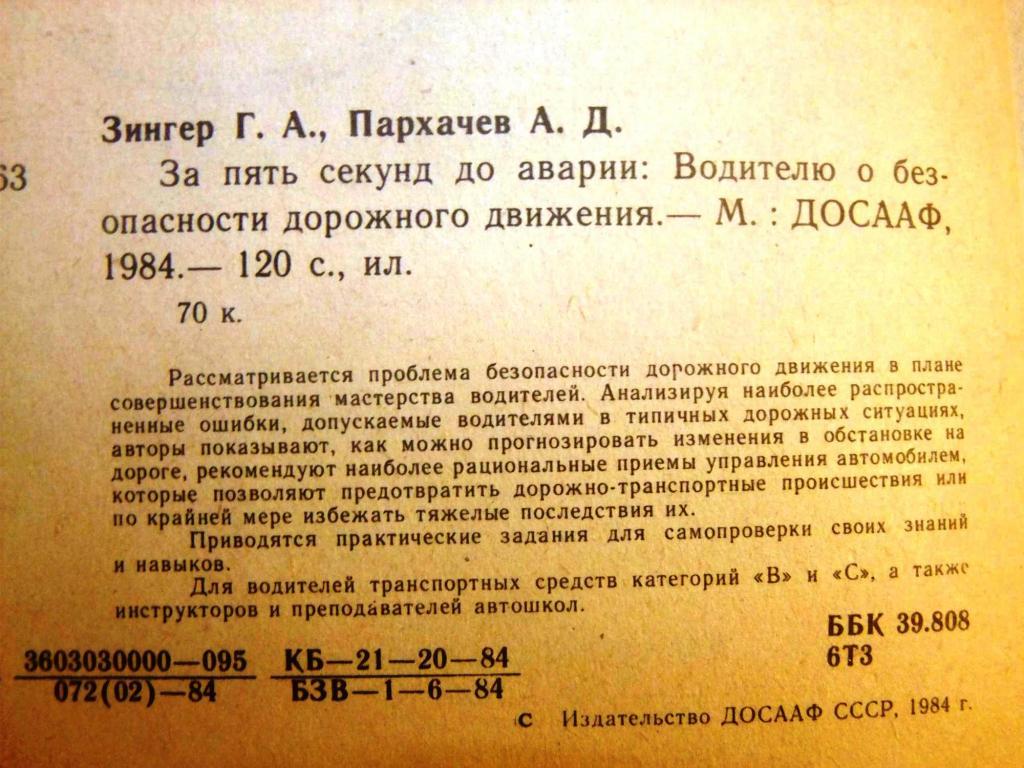 Зингер Г. А., Пархачев А. Д.
63
За пять секунд до аварии: Водителю о без-
опасности дорожного движения.— М. : ДОСААФ,
1984.— 120 с., ил.
70 к.
Рассматривается проблема безопасности дорожного движения в плане
совершенствования мастерства водителей. Анализируя наиболее распростра-
ненные ошибки, допускаемые водителями в типичных дорожных ситуациях,
авторы показывают, как можно прогнозировать изменения в обстановке на
дороге, рекомендуют наиболее рациональные приемы управления автомобилем,
которые позволяют предотвратить дорожно-транспортные происшествия или
по крайней мере избежать тяжелые последствия их.
Приводятся практические задания для самопроверки своих знаний
и навыков.
Для водителей транспортных средств категорий «В» и «С», а также
инструкторов и преподавателей автошкол.
3603030000—095
072(02)—84
КБ—21—20—84
БЗВ—1—6—84
ББК 39.808
6Т3
С Издательство ДОСААФ СССР, 1984 г.